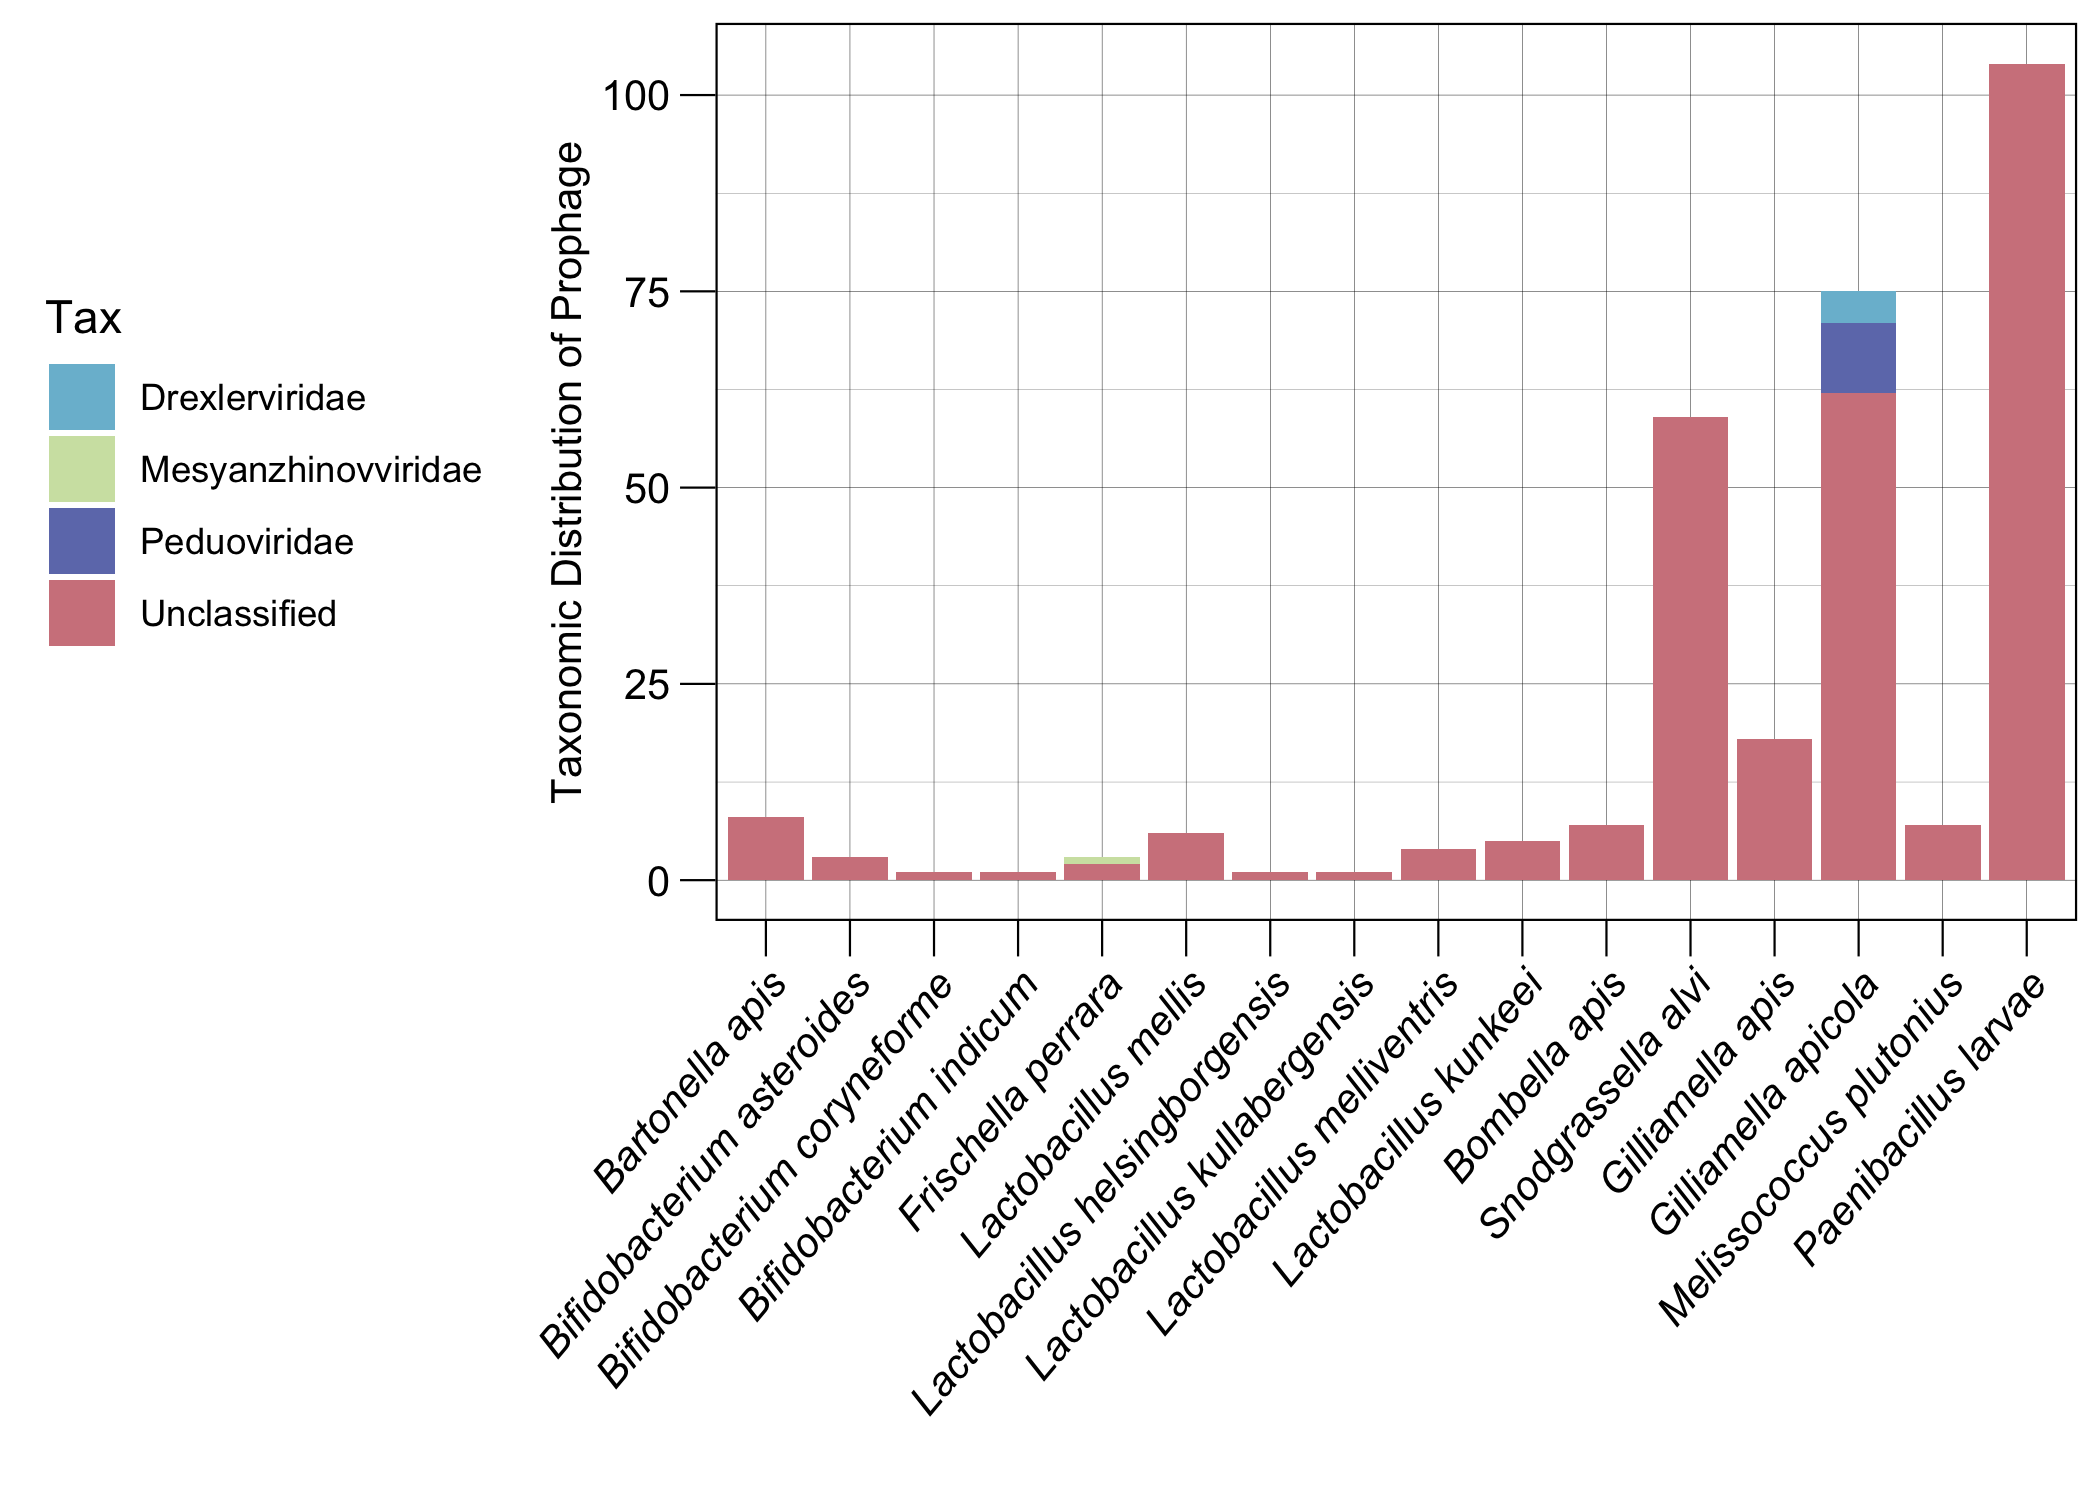 Tax
Drexlerviridae
Mesyanzhinovviridae
Peduoviridae
Unclassified
Taxonomic Distribution of Prophage
100
75
50
25
0
Bartonella apis
Bifidobacterium asteroides
Bifidobacterium coryneforme
Bifidobacterium indicum
Frischella perrara
Lactobacillus mellis
Lactobacillus helsingborgensis
Lactobacillus kullabergensis
Lactobacillus melliventris
Lactobacillus kunkeei
Bombella apis
Snodgrassella alvi
Gilliamella apis
Gilliamella apicola
Melissococcus plutonius
Paenibacillus larvae